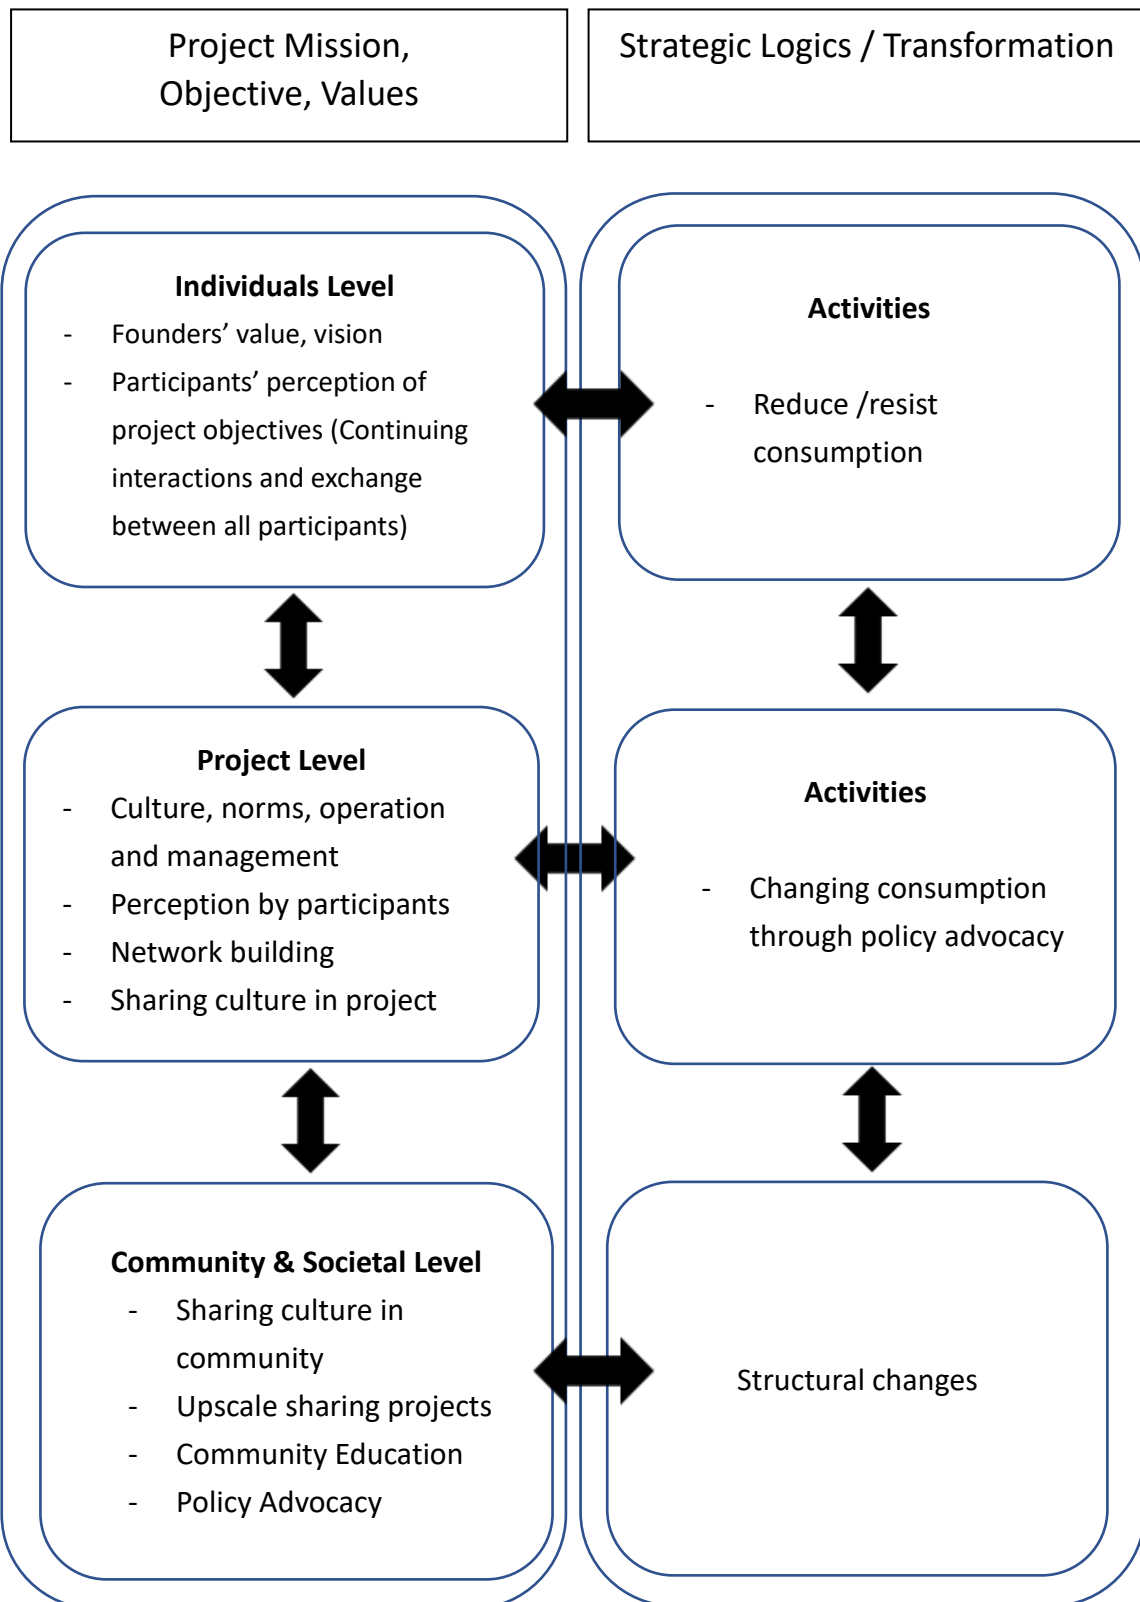 Project Mission,
Objective, Values
Strategic Logics / Transformation
Individuals Level
- Founders’ value, vision
- Participants’ perception of
project objectives (Continuing
interactions and exchange
between all participants)
Activities
- Reduce /resist
consumption
Project Level
- Culture, norms, operation
and management
- Perception by participants
- Network building
- Sharing culture in project
Activities
- Changing consumption
through policy advocacy
Community & Societal Level
- Sharing culture in
community
- Upscale sharing projects
- Community Education
- Policy Advocacy
Structural changes